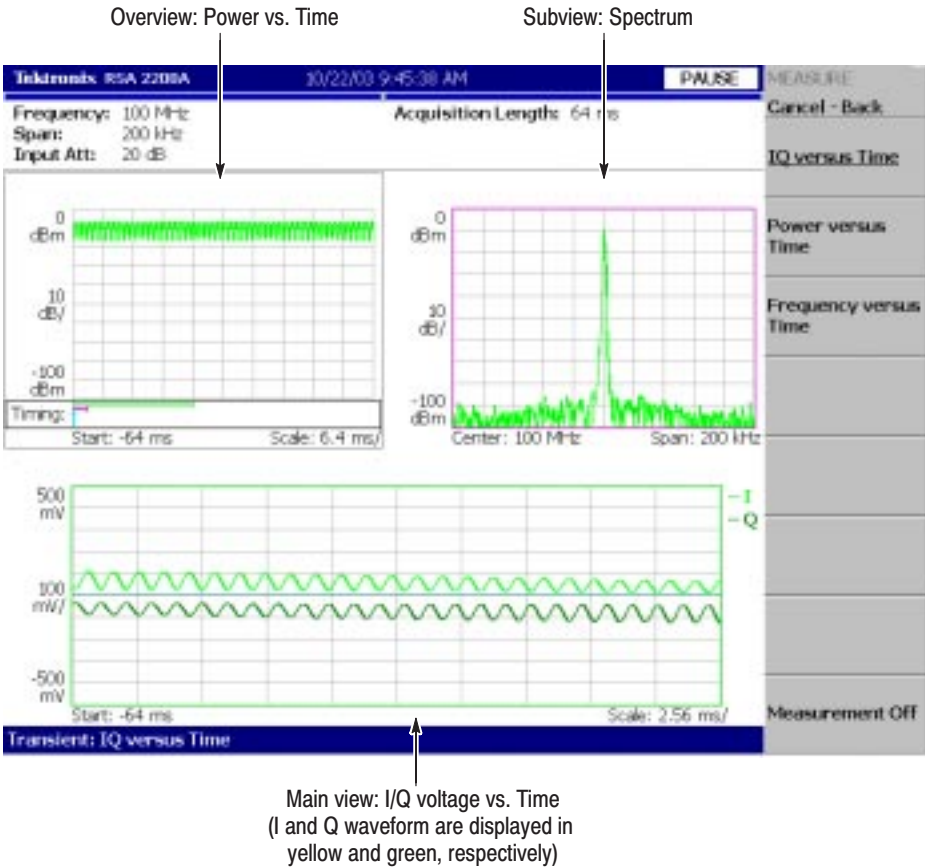 Overview: Power vs. Time
Subview: Spectrum
Tektronix RSA 2200A
10/22/03 9:45:38 AM
PAUSE
MEASURE
Frequency: 100 MHz
Acquisition Length: 64 ms
Cancel - Back
Span: 200 kHz
Input Att: 20 dB
IQ versus Time
Power versus
Time
Frequency versus
Time
0
dBm
10
dB/
-100
dBm
Timing:
Start: -64 ms
Scale: 6.4 ms/
0
dBm
10
dB/
-100
dBm
Center: 100 MHz
Span: 200 kHz
500
mV
100
mV/
-500
mV
– I
– Q
Start: -64 ms
Scale: 2.56 ms/
Measurement Off
Transient: IQ versus Time
Main view: I/Q voltage vs. Time
(I and Q waveform are displayed in
yellow and green, respectively)